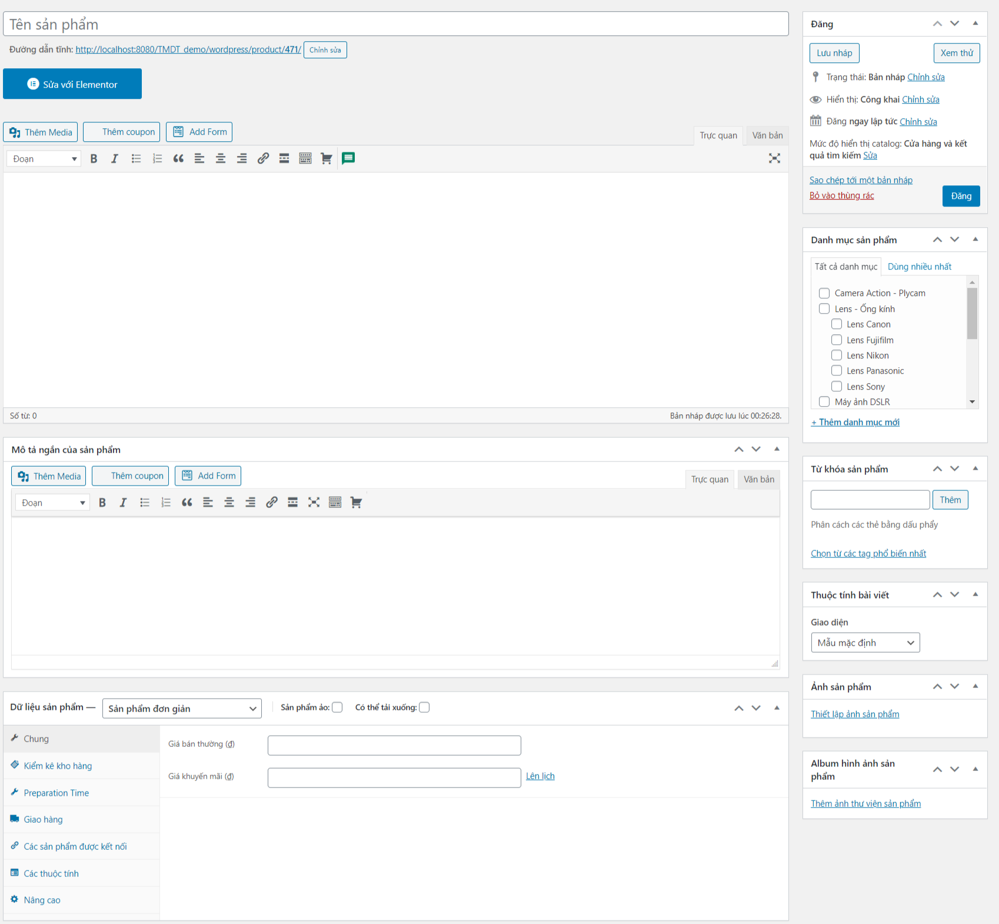 Tên sản phẩm
Đường dẫn tĩnh: http://localhost:8080/TMDT_demo/wordpress/product/471/ Chỉnh sửa
Sửa với Elementor
Thêm Media Thêm coupon Add Form
Trực quan Văn bản
Đoạn
Số từ: 0
Bản nháp được lưu lúc 00:26:28.
Mô tả ngắn của sản phẩm
Thêm Media Thêm coupon Add Form
Trực quan Văn bản
Đoạn
Dữ liệu sản phẩm — Sản phẩm đơn giản Sản phẩm ảo: Có thể tải xuống:
Chung
Kiểm kê kho hàng
Preparation Time
Giao hàng
Các sản phẩm được kết nối
Các thuộc tính
Nâng cao
Giá bán thường (₫)
Giá khuyến mãi (₫) Lên lịch
Đăng
Lưu nháp Xem thử
Trạng thái: Bản nháp Chỉnh sửa
Hiển thị: Công khai Chỉnh sửa
Đăng ngay lập tức Chỉnh sửa
Mức độ hiển thị catalog: Cửa hàng và kết
quả tìm kiếm Sửa
Sao chép tới một bản nháp
Bỏ vào thùng rác Đăng
Danh mục sản phẩm
Tất cả danh mục Dùng nhiều nhất
Camera Action - Plycam
Lens - Ống kính
Lens Canon
Lens Fujifilm
Lens Nikon
Lens Panasonic
Lens Sony
Máy ảnh DSLR
+ Thêm danh mục mới
Từ khóa sản phẩm
Thêm
Phân cách các thẻ bằng dấu phẩy
Chọn từ các tag phổ biến nhất
Thuộc tính bài viết
Giao diện
Mẫu mặc định
Ảnh sản phẩm
Thiết lập ảnh sản phẩm
Album hình ảnh sản
phẩm
Thêm ảnh thư viện sản phẩm